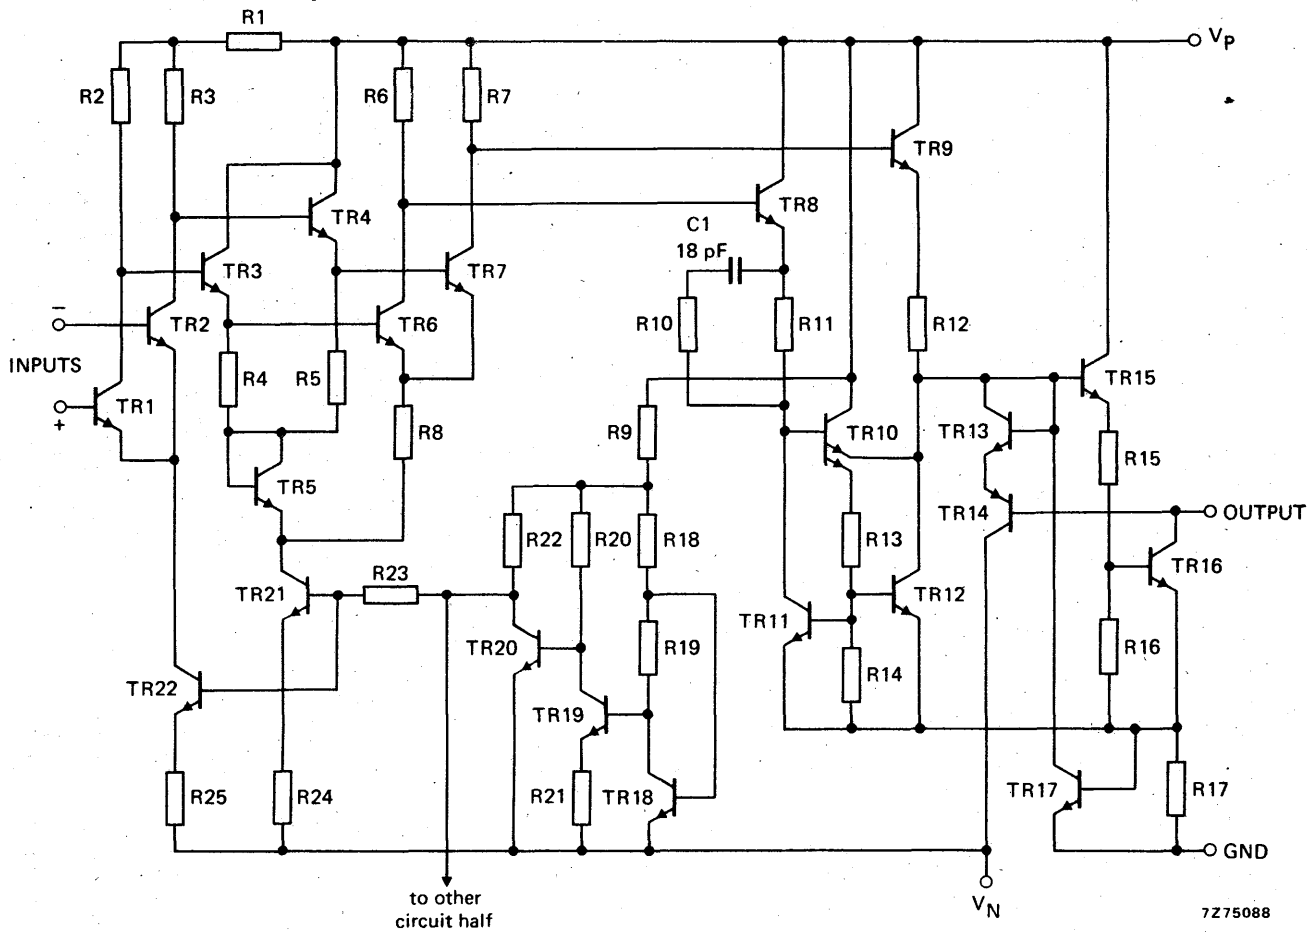 R1
VP
R2
R3
R6
R7
TR9
TR4
TR8
C1
18 pF
TR3
TR7
−
TR2
TR6
R10
R11
R12
INPUTS
R4
R5
TR15
TR1
+
R8
R9
TR10
TR13
R15
TR5
TR14
OUTPUT
R22
R20
R18
R13
TR16
R23
TR21
TR12
TR11
TR20
R19
R16
R14
TR22
TR19
R25
R24
R21
TR18
TR17
R17
GND
to other
circuit half
VN
7Z75088